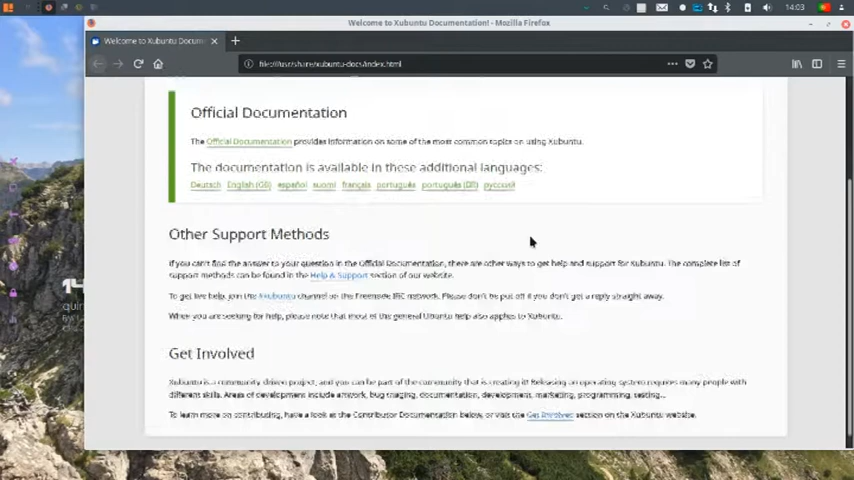 14:03
Welcome to Xubuntu Documentation! - Mozilla Firefox
Welcome to Xubuntu Docum
file:///usr/share/xubuntu-docs/index.html
Official Documentation
The Official Documentation provides information on some of the most common topics on using Xubuntu.
The documentation is available in these additional languages:
Deutsch English (GB) español suomi français português português (BR) русский
Other Support Methods
If you can't find the answer to your question in the Official Documentation, there are other ways to get help and support for Xubuntu. The complete list of
support methods can be found in the Help & Support section of our website.
To get live help, join the #xubuntu channel on the Freenode IRC network. Please don't be put off if you don't get a reply straight away.
When you are seeking for help, please note that most of the general Ubuntu help also applies to Xubuntu.
Get Involved
Xubuntu is a community driven project, and you can be part of the community that is creating it! Releasing an operating system requires many people with
different skills. Areas of development include artwork, bug triaging, documentation, development, marketing, programming, testing...
To learn more on contributing, have a look at the Contributor Documentation below, or visit the Get Involved section on the Xubuntu website.